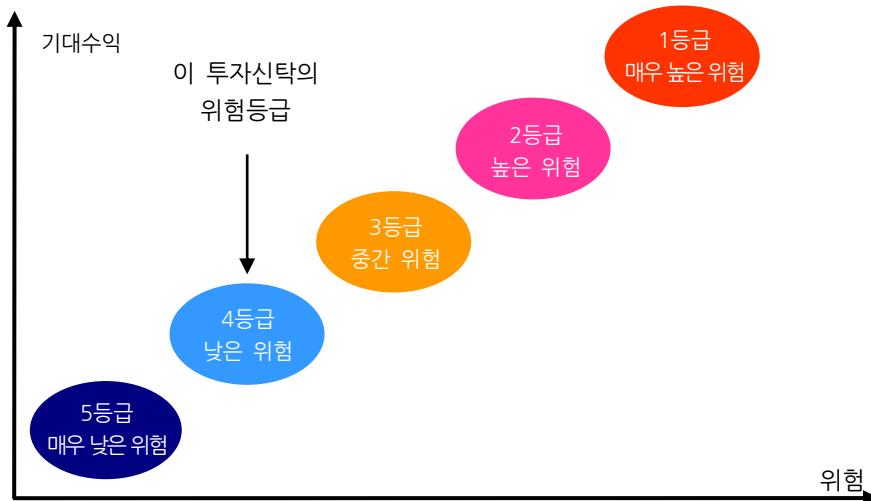 기대수익
이 투자신탁의
위험등급
1등급
매우 높은 위험
2등급
높은 위험
3등급
중간 위험
4등급
낮은 위험
5등급
매우 낮은 위험
위험